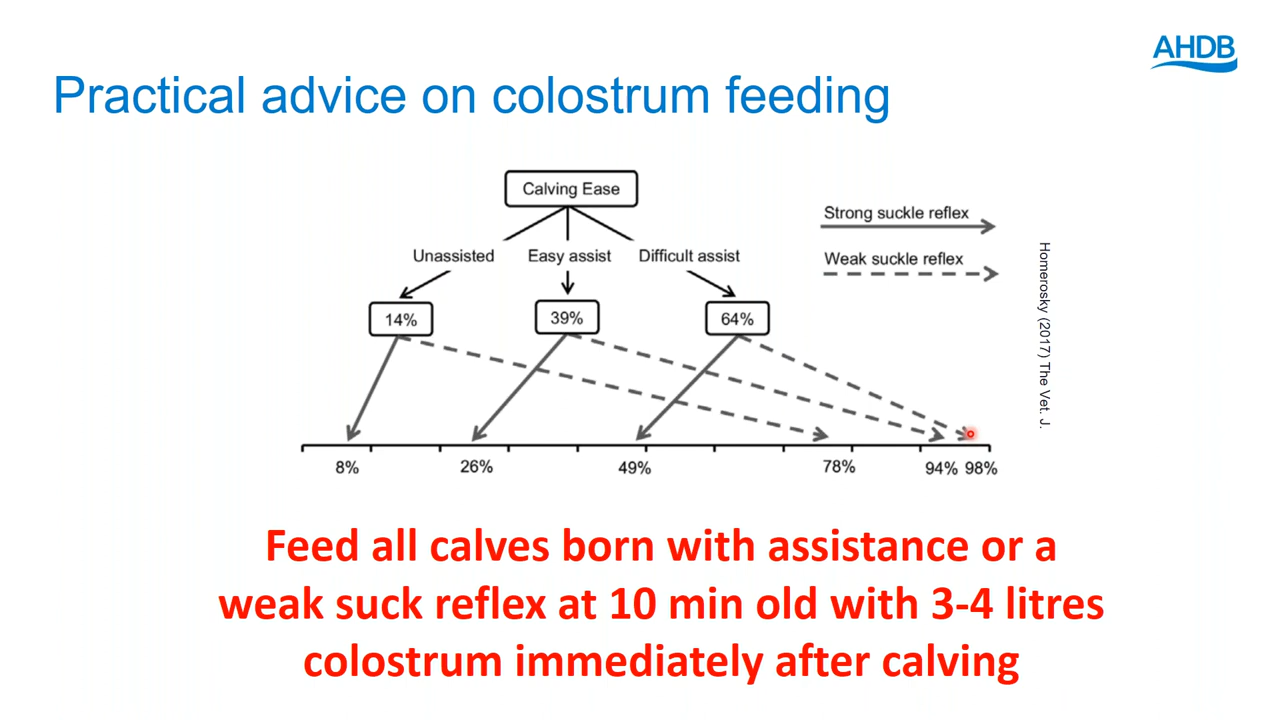 AHDB
Practical advice on colostrum feeding
Calving Ease
Strong suckle reflex
Unassisted Easy assist Difficult assist
Weak suckle reflex
14% 39% 64%
Homerosky (2017) The Vet. J.
8% 26% 49% 78% 94% 98%
Feed all calves born with assistance or a
weak suck reflex at 10 min old with 3-4 litres
colostrum immediately after calving